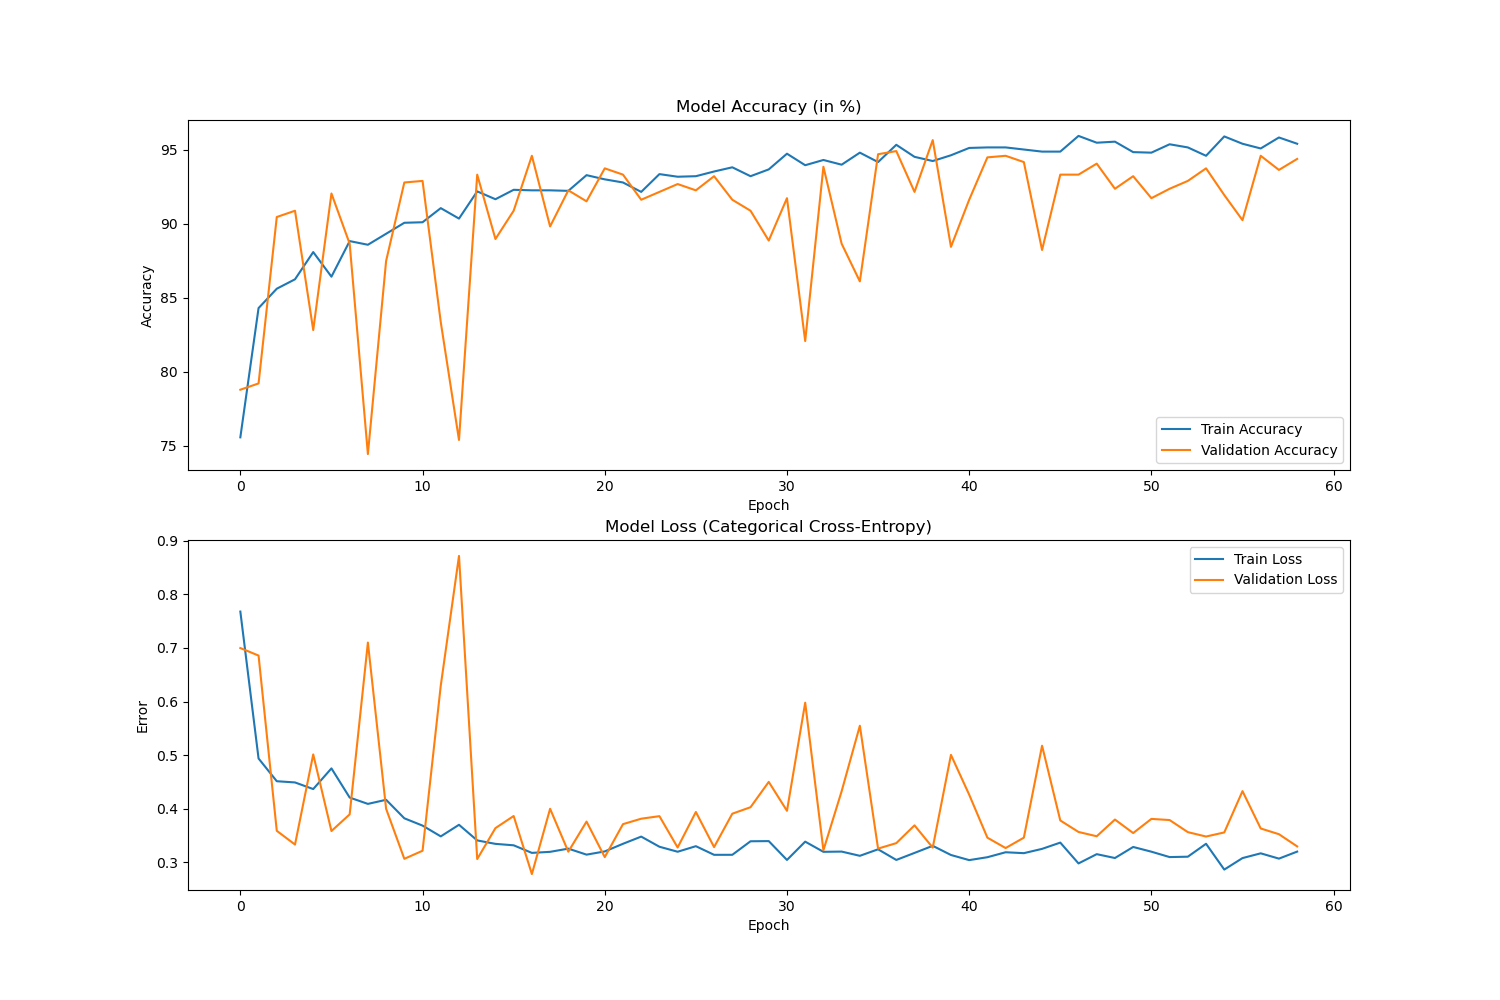 Model Accuracy (in %)
95
90
85
80
75
Accuracy
Train Accuracy
Validation Accuracy
0 10 20 30 40 50 60
Epoch
Model Loss (Categorical Cross-Entropy)
0.9
0.8
0.7
0.6
0.5
0.4
0.3
Error
Train Loss
Validation Loss
0 10 20 30 40 50 60
Epoch